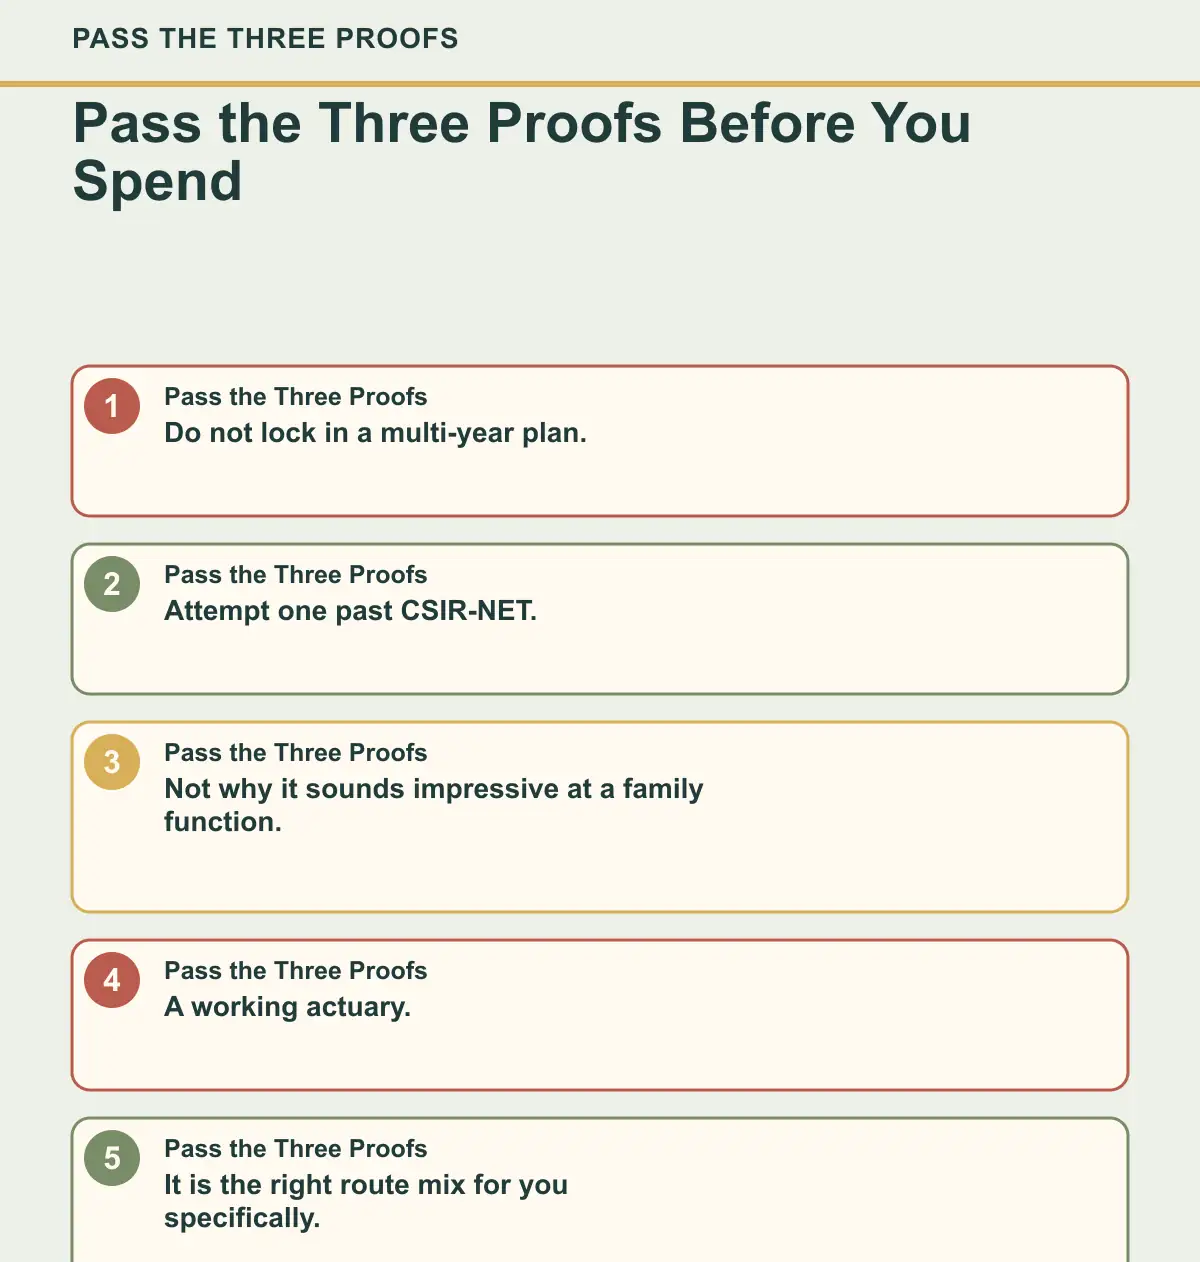 PASS THE THREE PROOFS
Pass the Three Proofs Before You
Spend
1
Pass the Three Proofs
Do not lock in a multi-year plan.
2
Pass the Three Proofs
Attempt one past CSIR-NET.
3
Pass the Three Proofs
Not why it sounds impressive at a family
function.
4
Pass the Three Proofs
A working actuary.
5
Pass the Three Proofs
It is the right route mix for you
specifically.